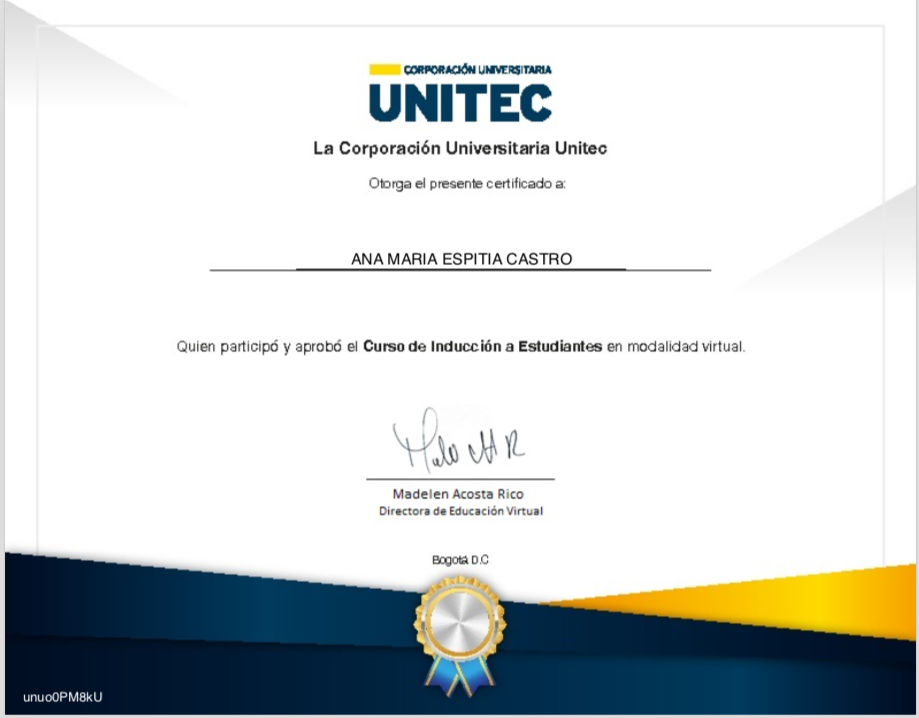 CORPORACIÓN UNIVERSITARIA
UNITEC
La Corporación Universitaria Unitec
Otorga el presente certificado a:
ANA MARIA ESPITIA CASTRO
Quien participó y aprobó el Curso de Inducción a Estudiantes en modalidad virtual.
Madelen Acosta Rico
Directora de Educación Virtual
Bogotá D.C
unuo0PM8kU